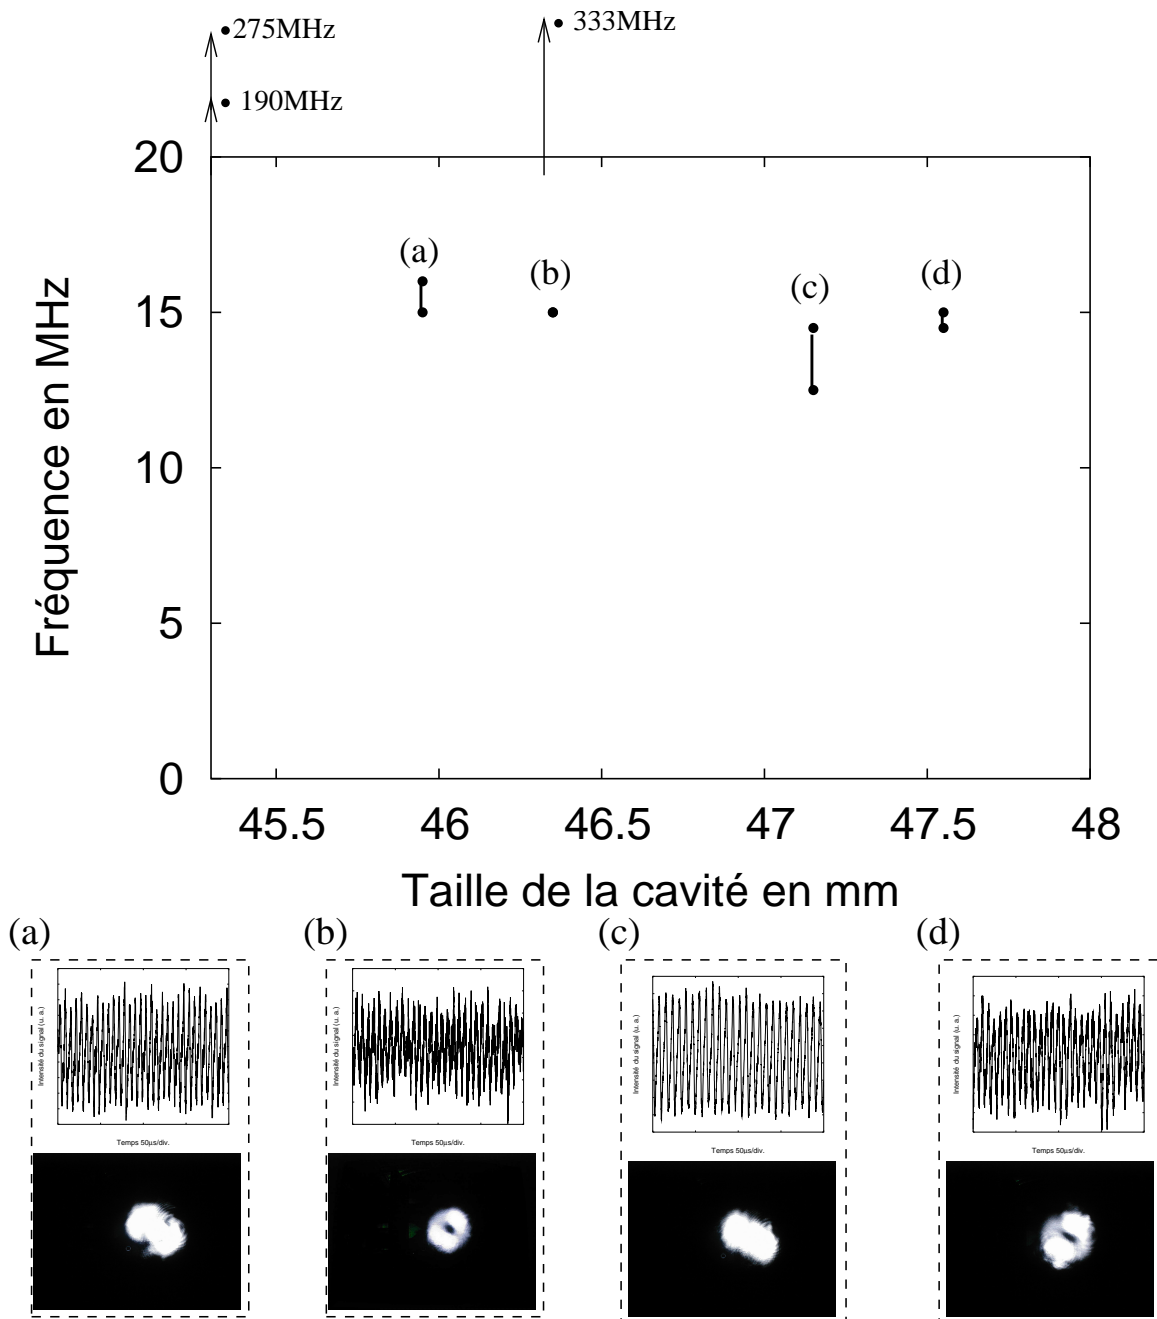 275MHz
333MHz
190MHz
20
(a)
(b)
(c)
(d)
15
10
5
0
Fréquence en MHz
45.5 46 46.5 47 47.5 48
Taille de la cavité en mm
(a)
(b)
(c)
(d)
Intensité du signal (u. a.)
Intensité du signal (u. a.)
Intensité du signal (u. a.)
Intensité du signal (u. a.)
Temps 50µs/div.
Temps 50µs/div.
Temps 50µs/div.
Temps 50µs/div.